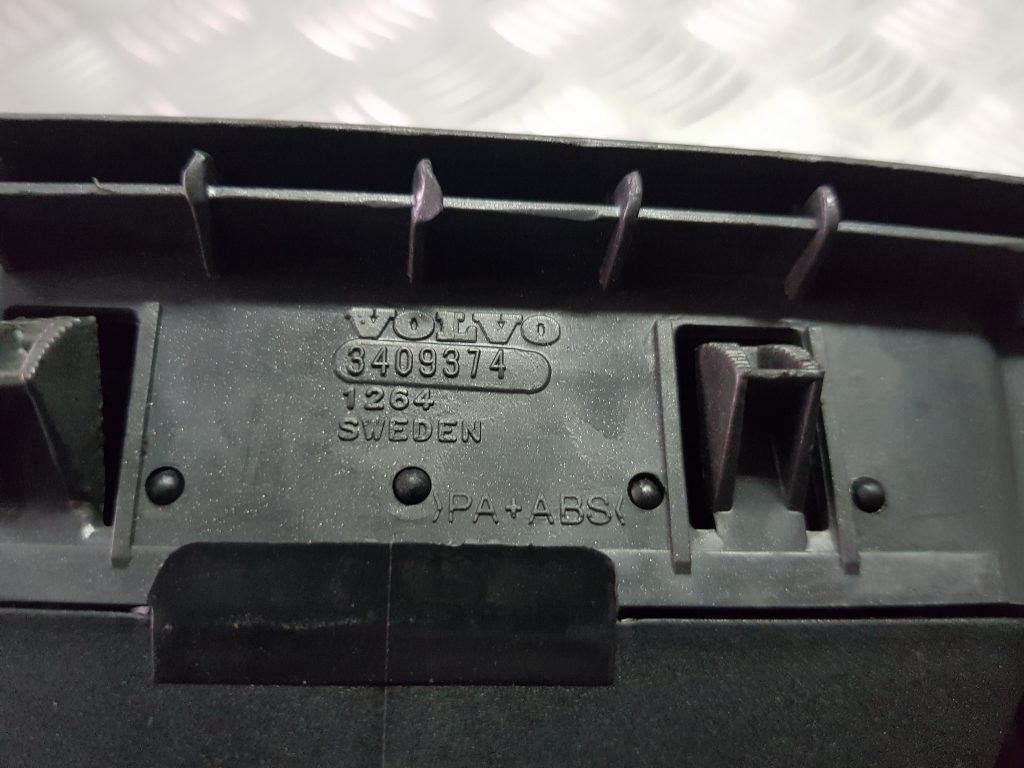 VOLVO
3409374
1264
SWEDEN
>PA+ABS<